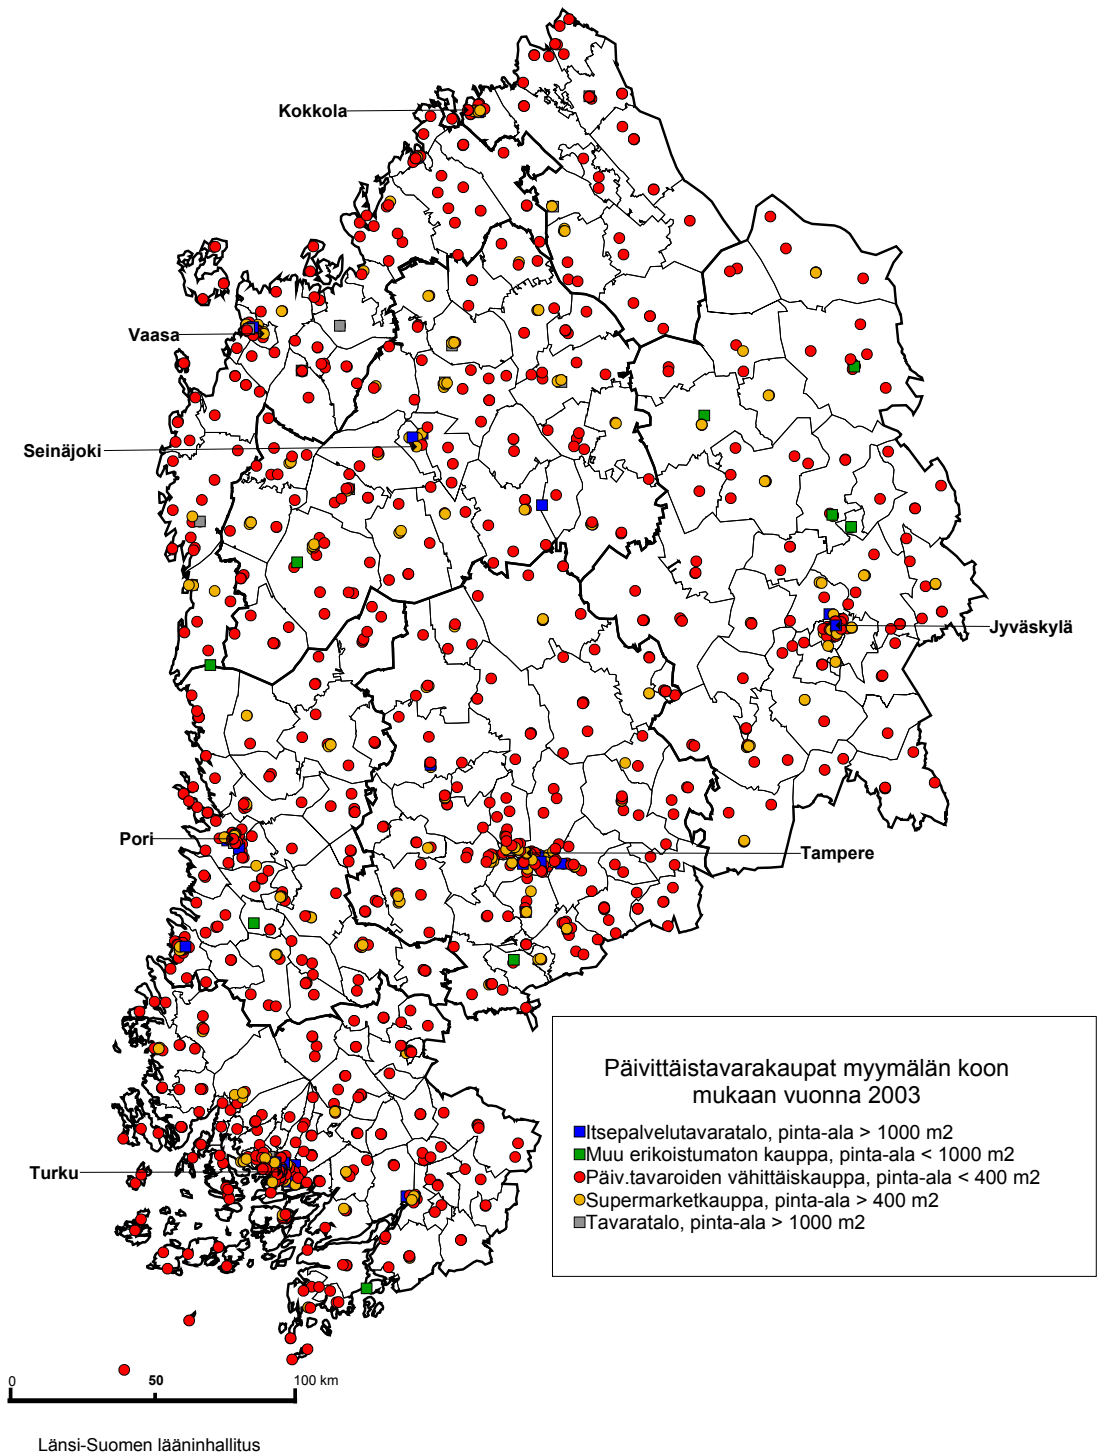 Kokkola
Vaasa
Seinäjoki
Jyväskylä
Pori
Tampere
Turku
Päivittäistavarakaupat myymälän koon
mukaan vuonna 2003
Itsepalvelutavaratalo, pinta-ala > 1000 m2
Muu erikoistumaton kauppa, pinta-ala < 1000 m2
Päiv.tavaroiden vähittäiskauppa, pinta-ala < 400 m2
Supermarketkauppa, pinta-ala > 400 m2
Tavaratalo, pinta-ala > 1000 m2
0 50 100 km
Länsi-Suomen lääninhallitus